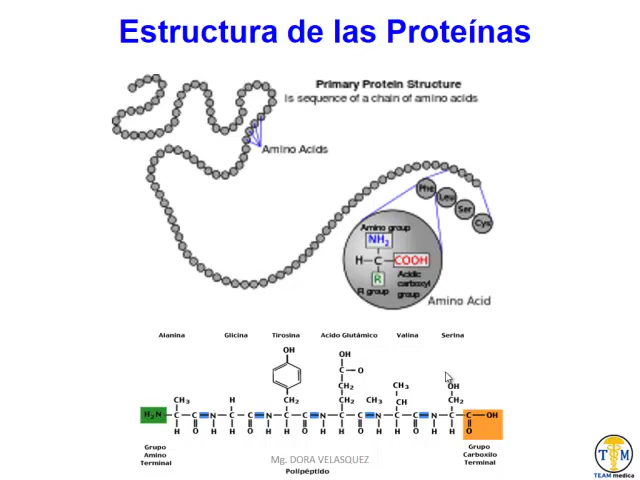 Estructura de las Proteínas
Primary Protein Structure
is sequence of a chain of amino acids
Amino Acids
Phe
Leu
Ser
Cys
Amino group
NH2
H C COOH
R
R group
Acidic
carboxyl
group
Amino Acid
Alanina Glicina Tirosina Acido Glutámico Valina Serina
OH
OH
C O
CH2
CH3 OH
CH3 H CH2 CH2 CH3 CH CH2
H2N C C N C C N C C N C C N C C N C C OH
H O H H O H H O H H O H H O H H O
Grupo
Amino
Terminal
Grupo
Carboxilo
Terminal
Mg. DORA VELASQUEZ
Polipéptido
T M
TEAM medica